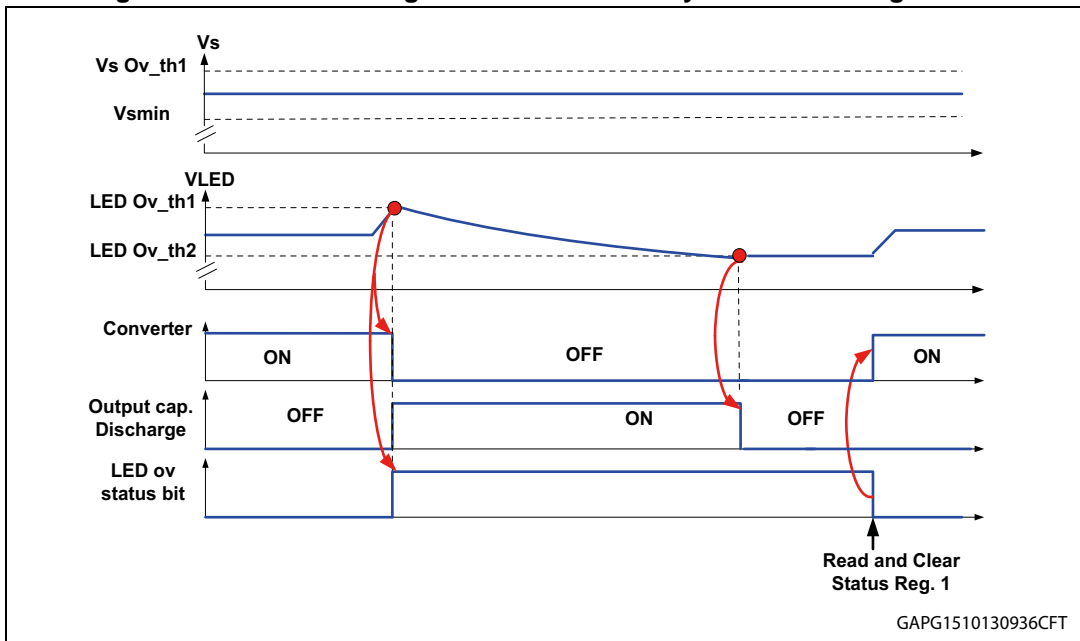 Vs
Vs Ov_th1
Vsmin
VLED
LED Ov_th1
LED Ov_th2
Converter
ON
OFF
ON
Output cap.
Discharge
OFF
ON
OFF
LED ov
status bit
Read and Clear
Status Reg. 1
GAPG1510130936CFT